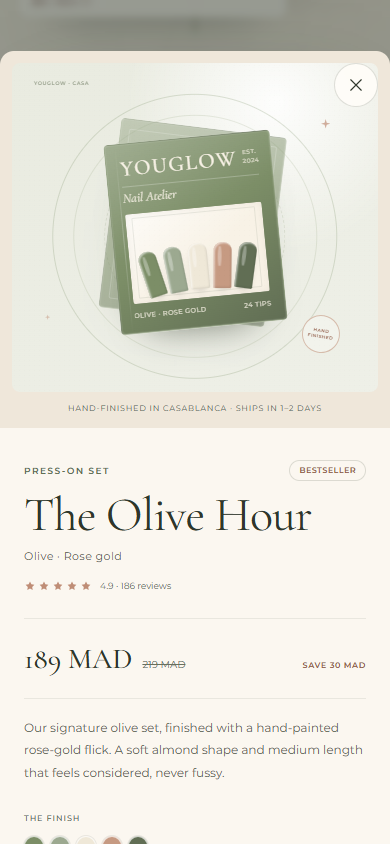 YOUGLOW · CASA
YOUGLOW
EST.
2024
Nail Atelier
OLIVE · ROSE GOLD
24 TIPS
HAND
FINISHED
HAND-FINISHED IN CASABLANCA · SHIPS IN 1–2 DAYS
PRESS-ON SET
BESTSELLER
The Olive Hour
Olive · Rose gold
4.9 · 186 reviews
189 MAD
219 MAD
SAVE 30 MAD
Our signature olive set, finished with a hand-painted
rose-gold flick. A soft almond shape and medium length
that feels considered, never fussy.
THE FINISH